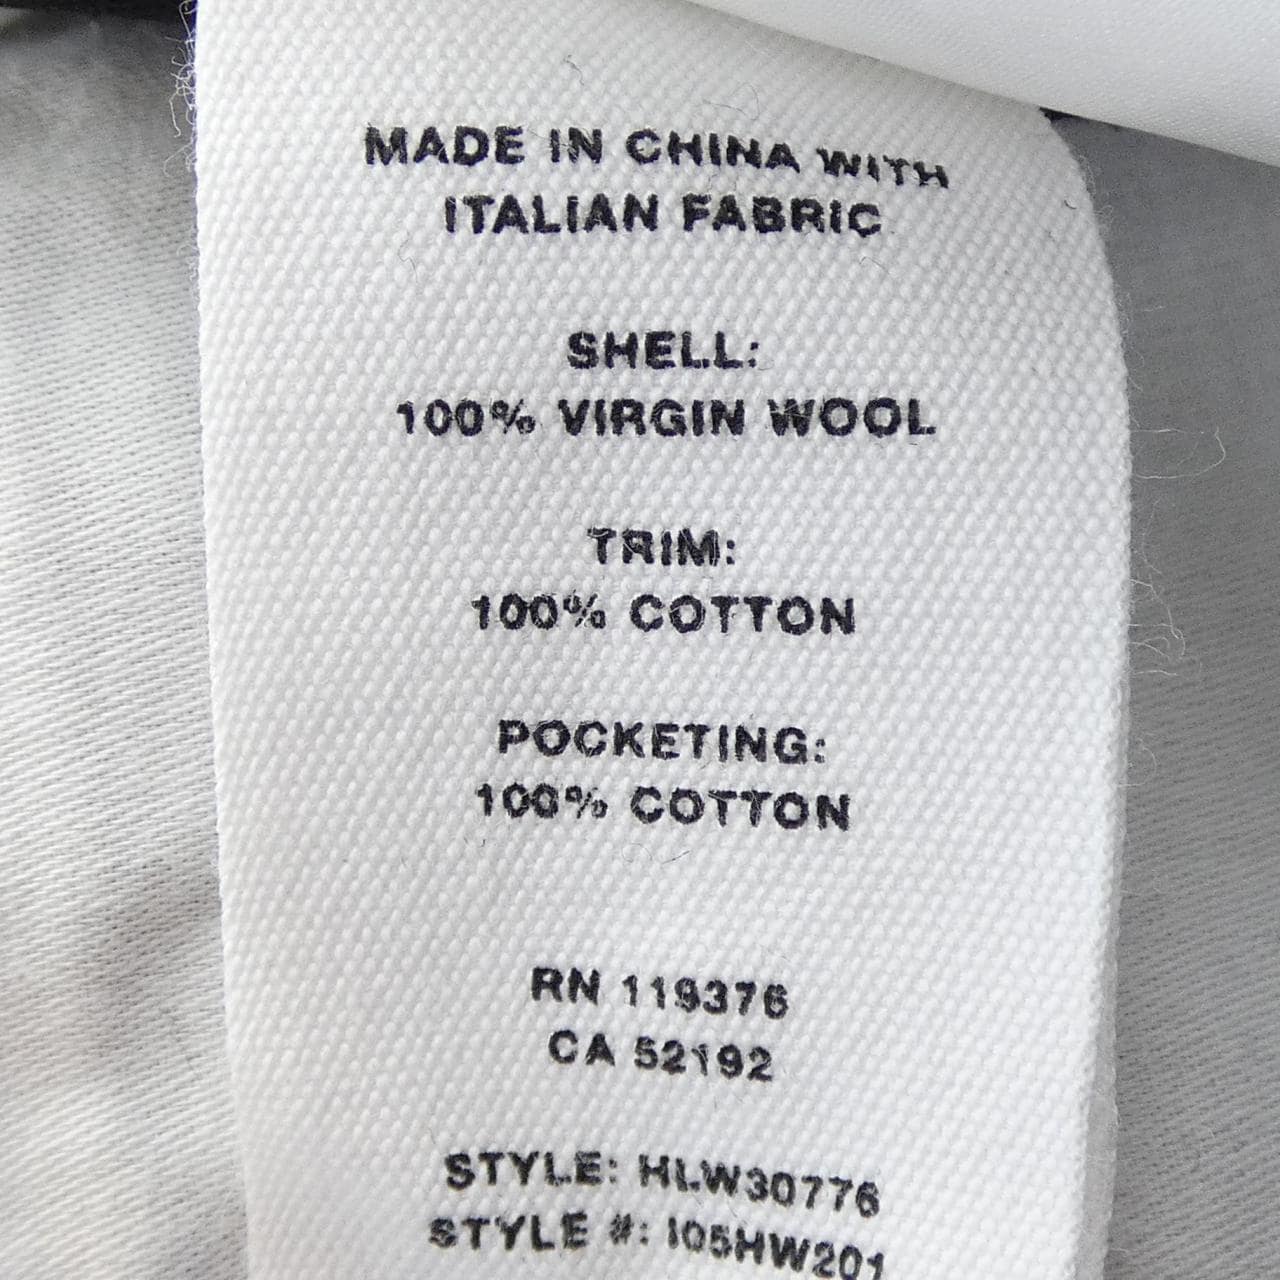 MADE IN CHINA WITH
ITALIAN FABRIC
SHELL:
100% VIRGIN WOOL
TRIM:
100% COTTON
POCKETING:
100% COTTON
RN 119376
CA 52192
STYLE: HLW30776
STYLE #: I05HW201